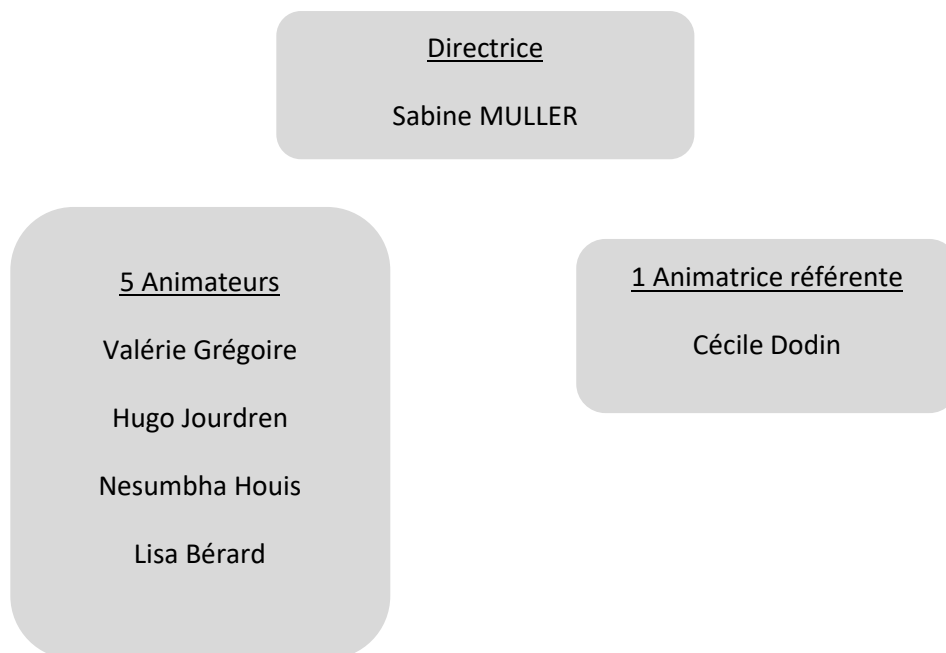 Directrice
Sabine MULLER
5 Animateurs
Valérie Grégoire
Hugo Jourdren
Nesumbha Houis
Lisa Bérard
1 Animatrice référente
Cécile Dodin